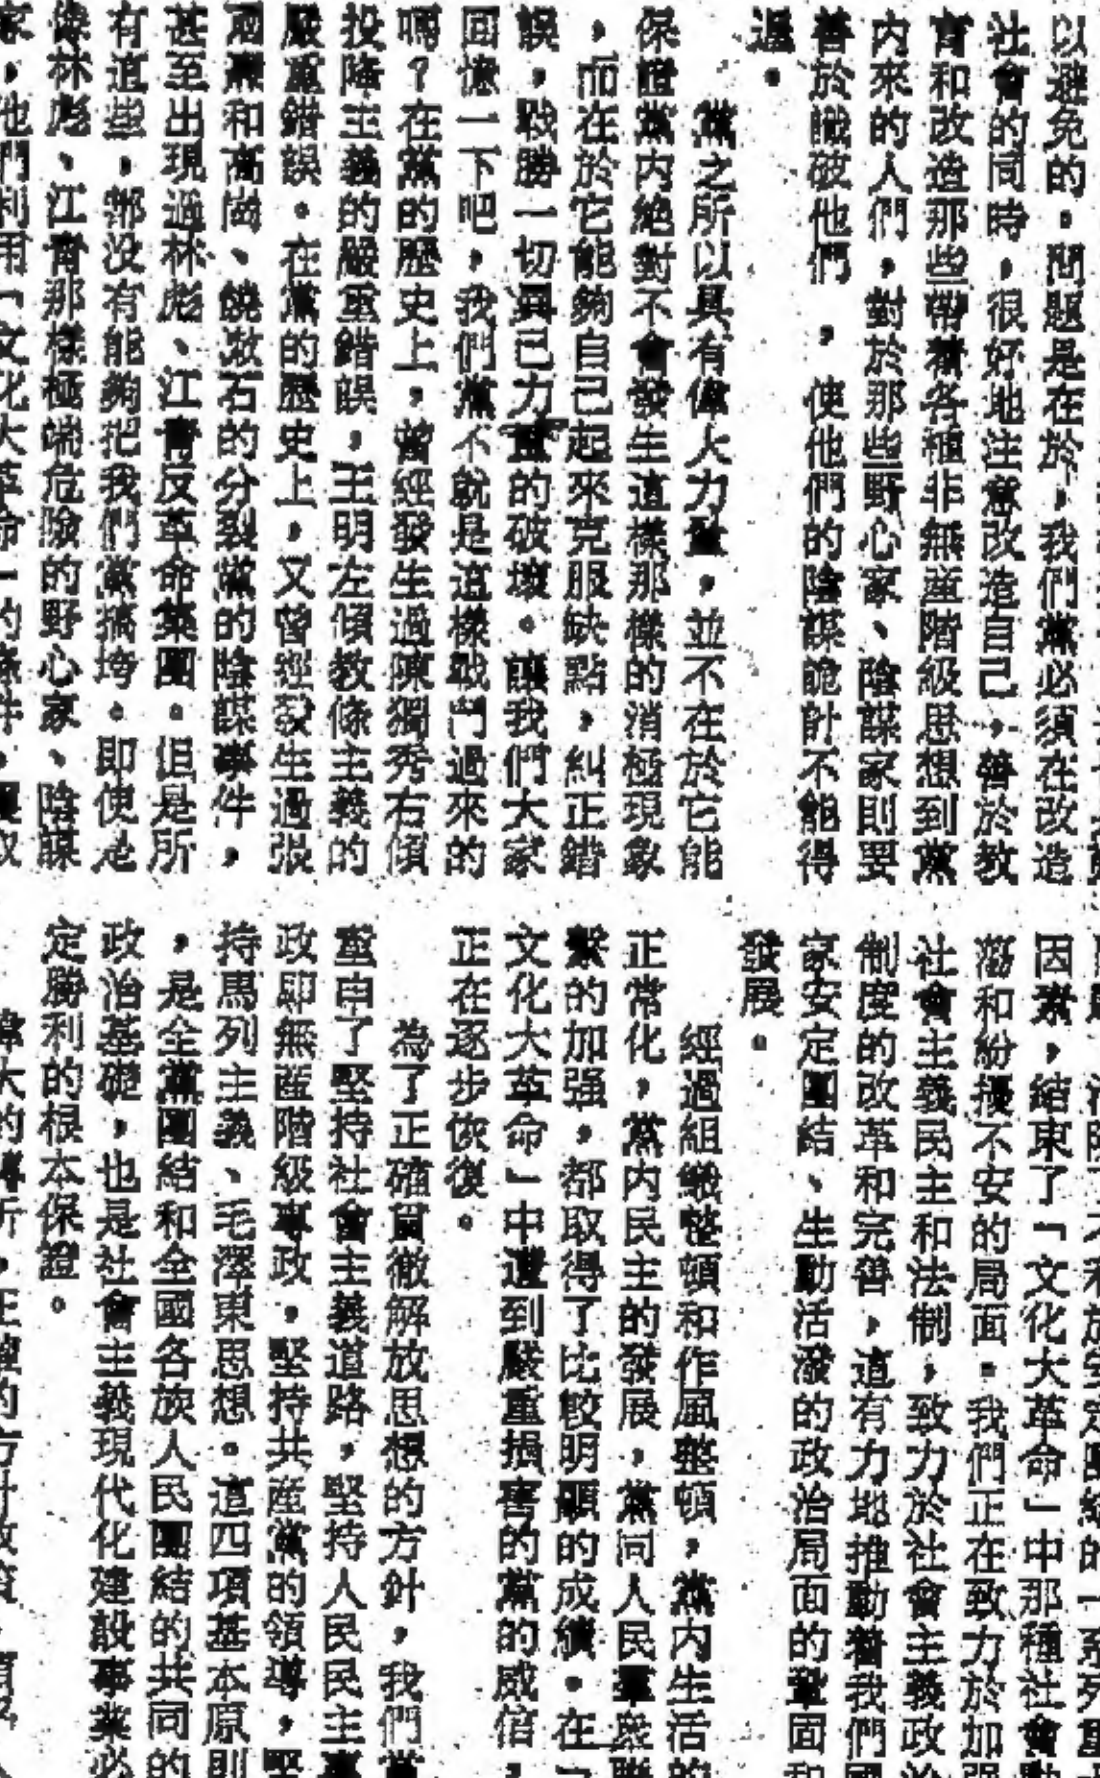 以避免的。問題是在於，我們黨必須在改造
社會的同時，很好地注意改造自己，善於教
育和改造那些帶着各種非無產階級思想到黨
內來的人們，對於那些野心家、陰謀家則要
善於識破他們，使他們的陰謀詭計不能得
逞。
黨之所以具有偉大力量，並不在於它能
保證黨內絕對不會發生這樣那樣的消極現象
，而在於它能夠自己起來克服缺點，糾正錯
誤，戰勝一切異己力量的破壞。讓我們大家
回憶一下吧，我們黨不就是這樣戰鬥過來的
嗎？在黨的歷史上，曾經發生過陳獨秀右傾
投降主義的嚴重錯誤，王明左傾教條主義的
嚴重錯誤。在黨的歷史上，又曾經發生過張
國燾和高崗、饒漱石的分裂黨的陰謀事件，
甚至出現過林彪、江青反革命集團。但是所
有這些，都没有能夠把我們黨搞垮。即使是
像林彪、江青那樣極端危險的野心家、陰謀
家，他們利用「文化大革命」的條件，
因素，結束了「文化大革命」中那種社會動
蕩和紛擾不安的局面。我們正在致力於加强
社會主義民主和法制，致力於社會主義政治
制度的改革和完善，這有力地推動着我們國
家安定團結、生動活潑的政治局面的鞏固和
發展。
經過組織整頓和作風整頓，黨内生活的
正常化，黨内民主的發展，黨同人民羣衆聯
繫的加强，都取得了比較明顯的成績。在「
文化大革命」中遭到嚴重損害的黨的威信，
正在逐步恢復。
為了正確貫徹解放思想的方針，我們黨
重申了堅持社會主義道路，堅持人民民主專
政即無產階級專政，堅持共產黨的領導，堅
持馬列主義、毛澤東思想。這四項基本原則
，是全黨團結和全國各族人民團結的共同的
政治基礎，也是社會主義現代化建設事業必
定勝利的根本保證。